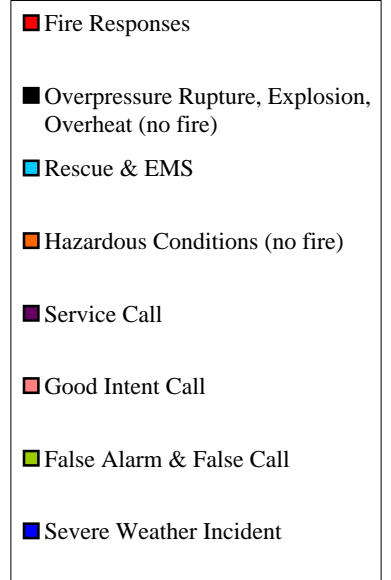 Fire Responses
Overpressure Rupture, Explosion,
Overheat (no fire)
Rescue & EMS
Hazardous Conditions (no fire)
Service Call
Good Intent Call
False Alarm & False Call
Severe Weather Incident